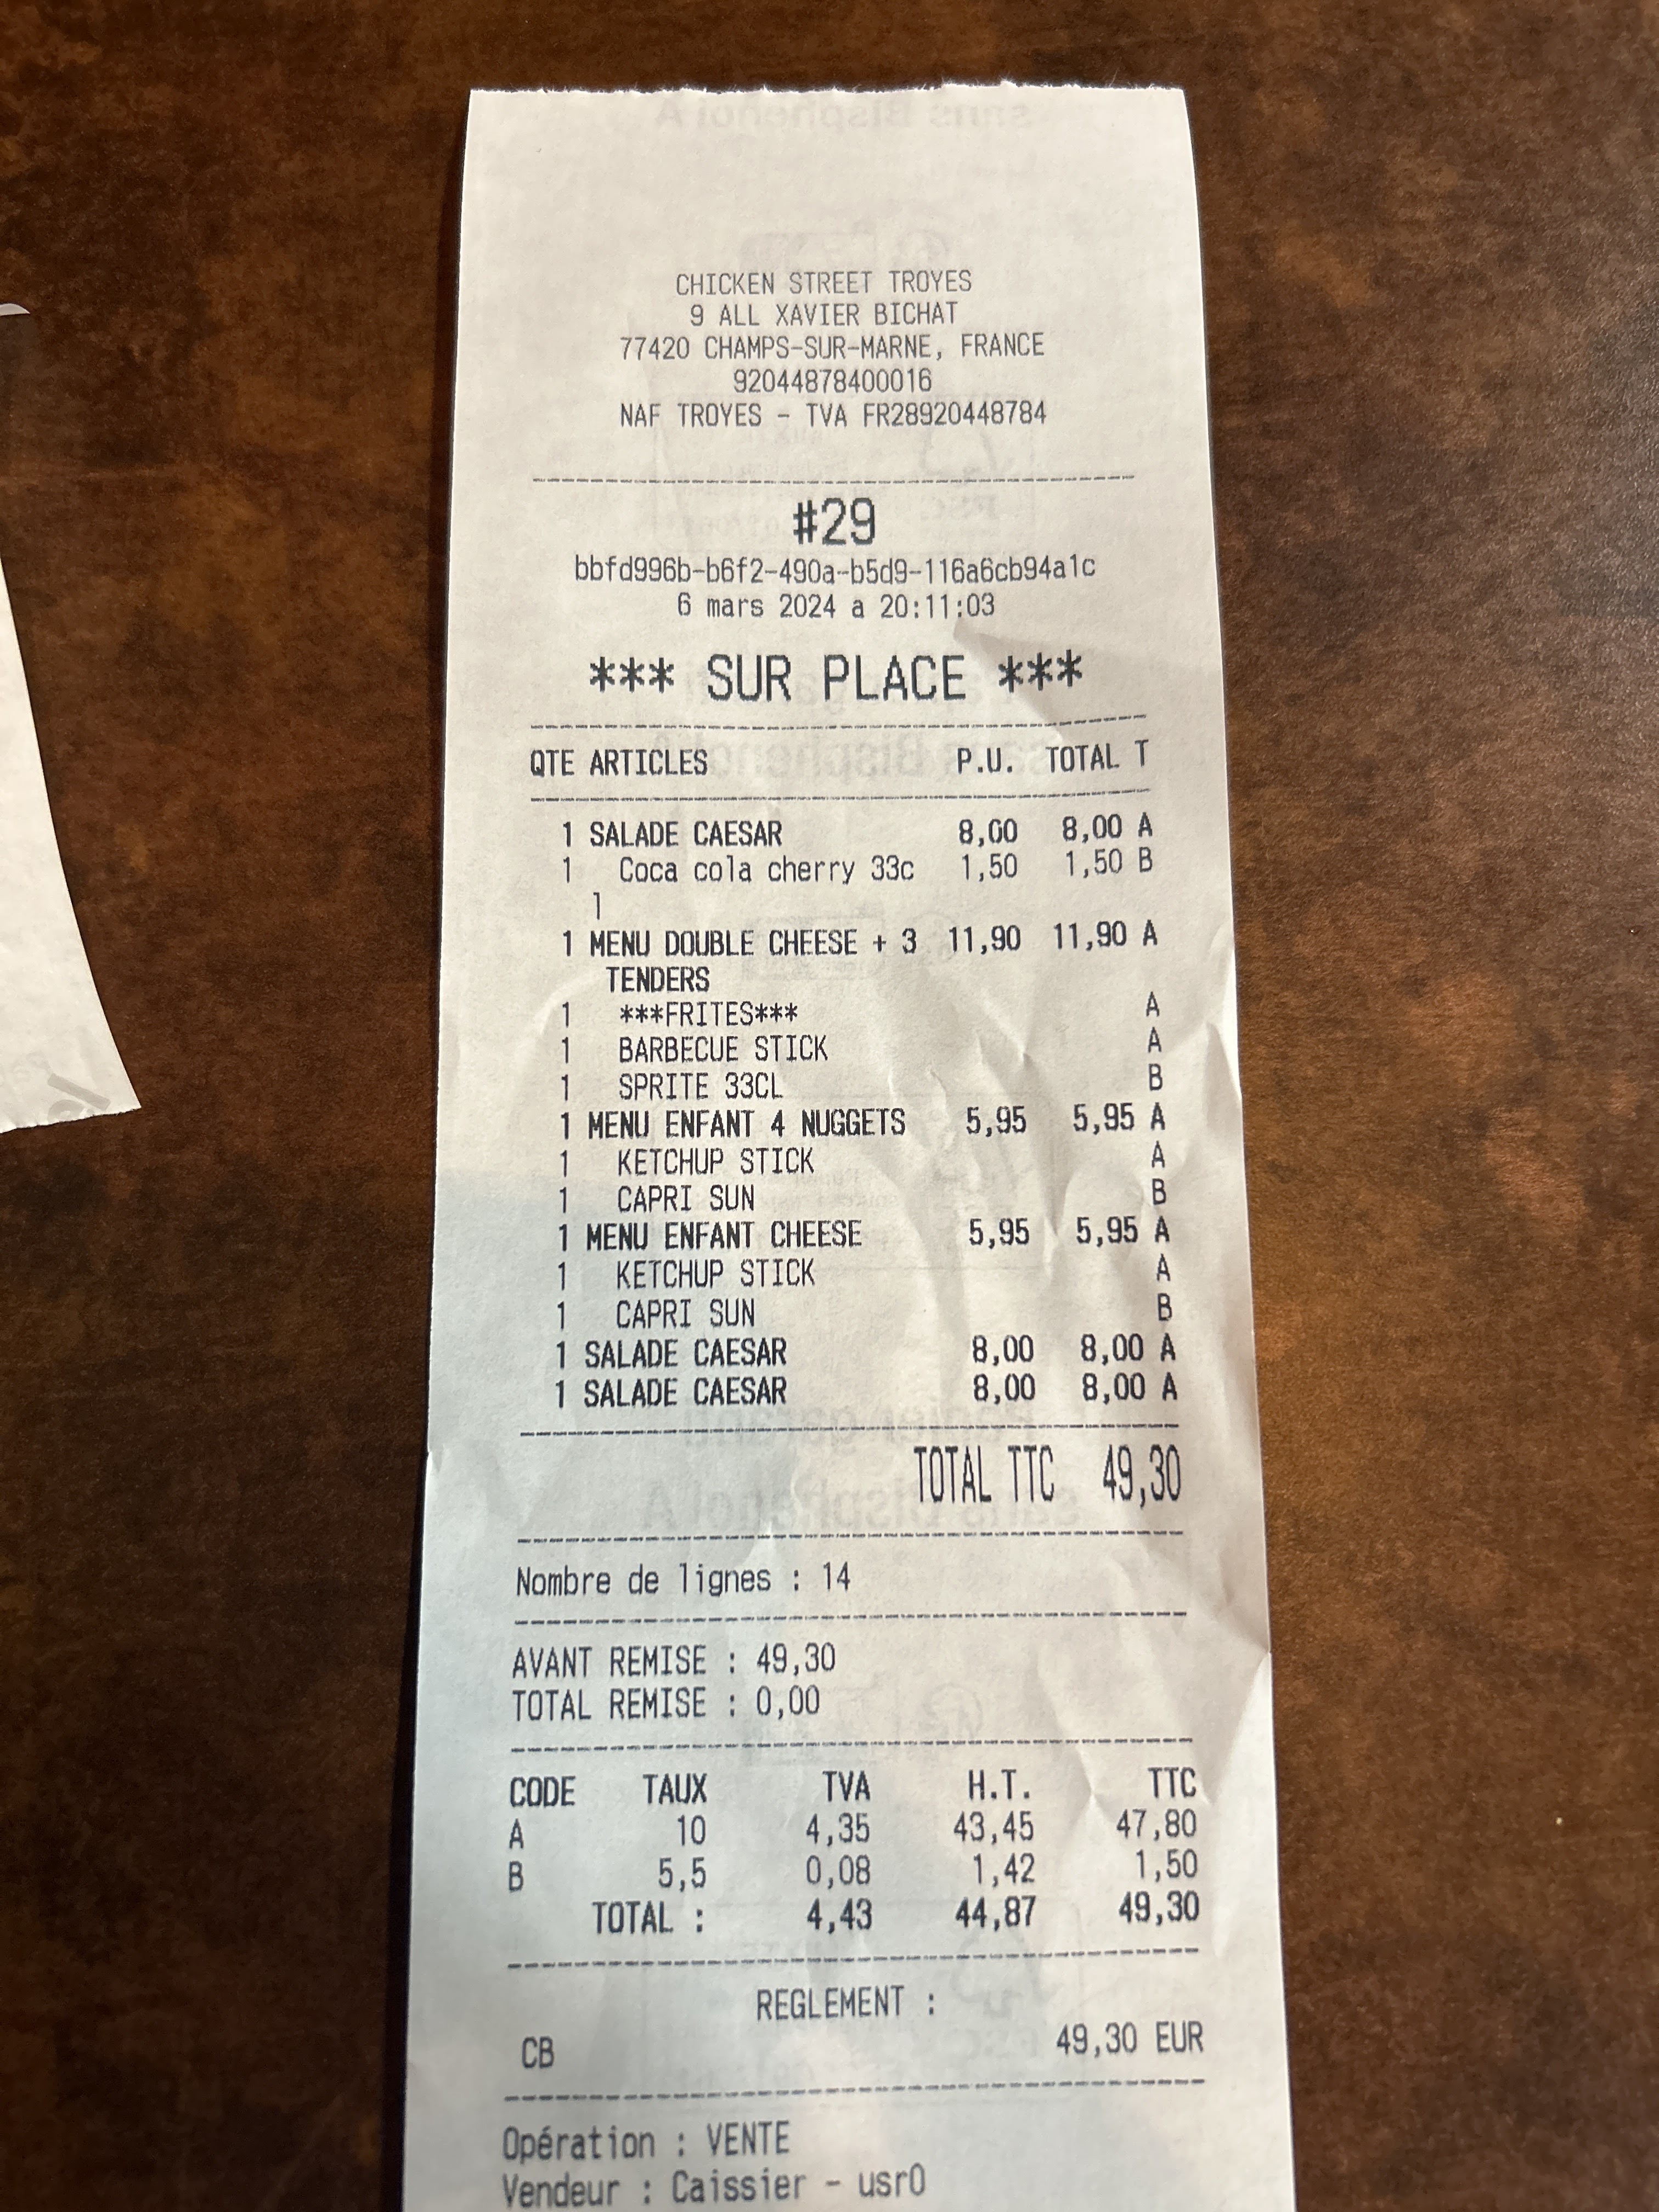 CHICKEN STREET TROYES
9 ALL XAVIER BICHAT
77420 CHAMPS-SUR-MARNE, FRANCE
92044878400016
NAF TROYES - TVA FR28920448784
#29
bbfd996b-b6f2-490a-b5d9-116a6cb94a1c
6 mars 2024 a 20:11:03
*** SUR PLACE ***
QTE ARTICLES P.U. TOTAL T
1 SALADE CAESAR 8,00 8,00 A
1 Coca cola cherry 33c 1,50 1,50 B
l
1 MENU DOUBLE CHEESE + 3 11,90 11,90 A
TENDERS
1 ***FRITES*** A
1 BARBECUE STICK A
1 SPRITE 33CL B
1 MENU ENFANT 4 NUGGETS 5,95 5,95 A
1 KETCHUP STICK A
1 CAPRI SUN B
1 MENU ENFANT CHEESE 5,95 5,95 A
1 KETCHUP STICK A
1 CAPRI SUN B
1 SALADE CAESAR 8,00 8,00 A
1 SALADE CAESAR 8,00 8,00 A
TOTAL TTC 49,30
Nombre de lignes : 14
AVANT REMISE : 49,30
TOTAL REMISE : 0,00
CODE TAUX TVA H.T. TTC
A 10 4,35 43,45 47,80
B 5,5 0,08 1,42 1,50
TOTAL : 4,43 44,87 49,30
REGLEMENT :
CB 49,30 EUR
Opération : VENTE
Vendeur : Caissier - usr0